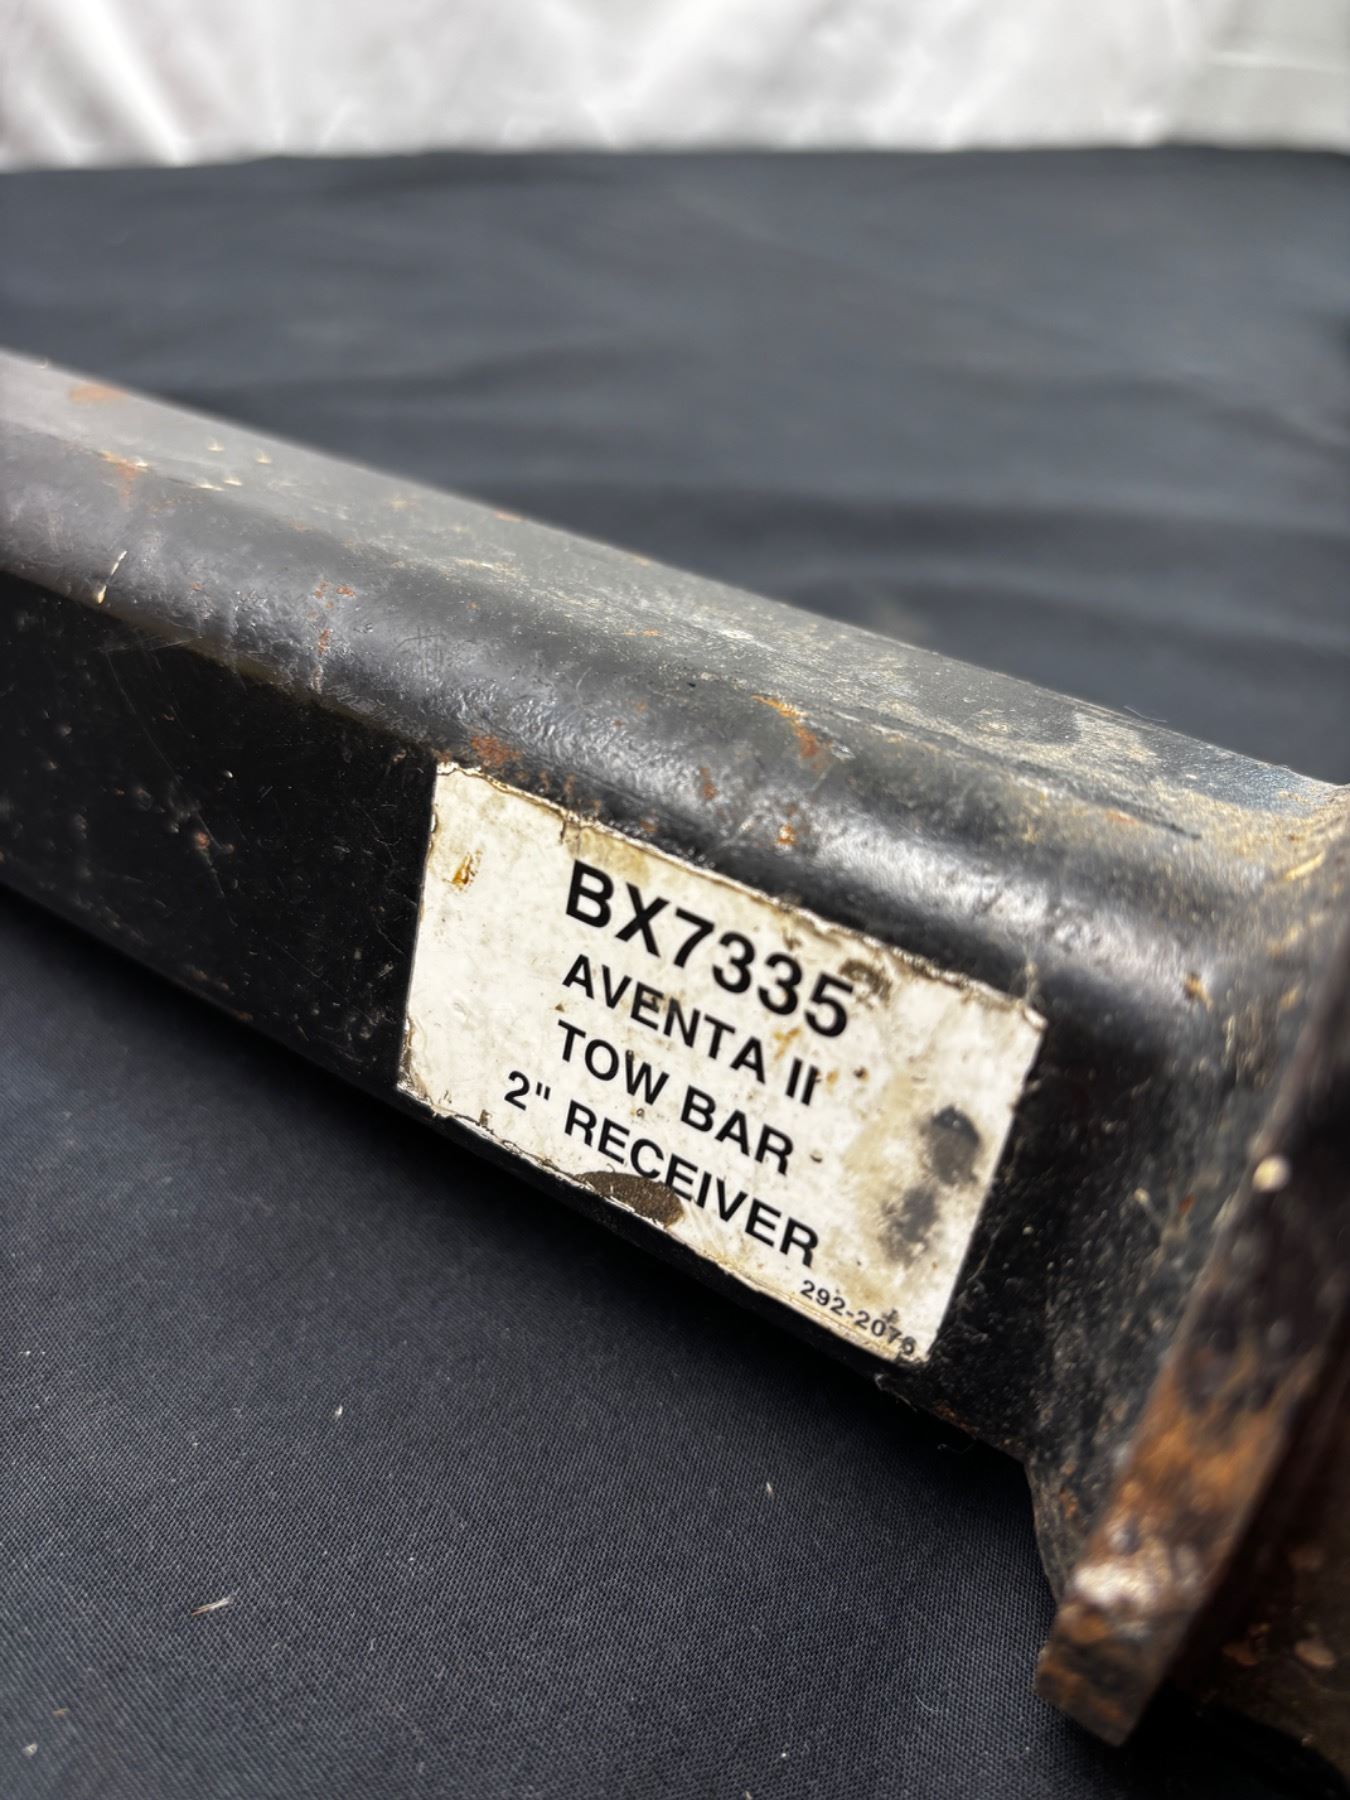 BX7335
AVENTA II
TOW BAR
2" RECEIVER
292-2076